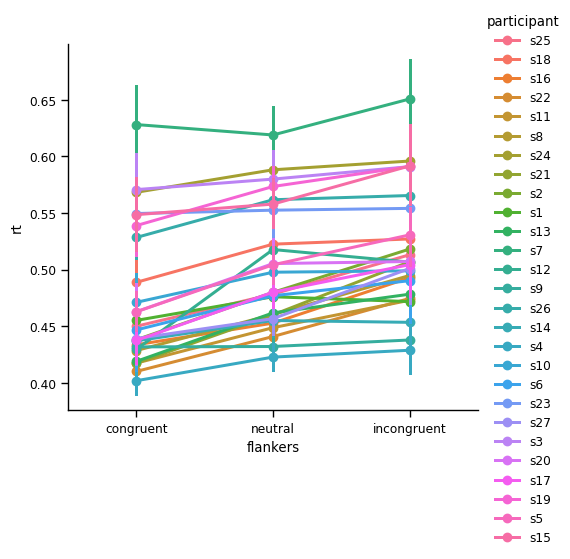 participant
s25
s18
s16
s22
s11
s8
s24
s21
s2
s1
s13
s7
s12
s9
s26
s14
s4
s10
s6
s23
s27
s3
s20
s17
s19
s5
s15
rt
0.65
0.60
0.55
0.50
0.45
0.40
congruent neutral incongruent
flankers